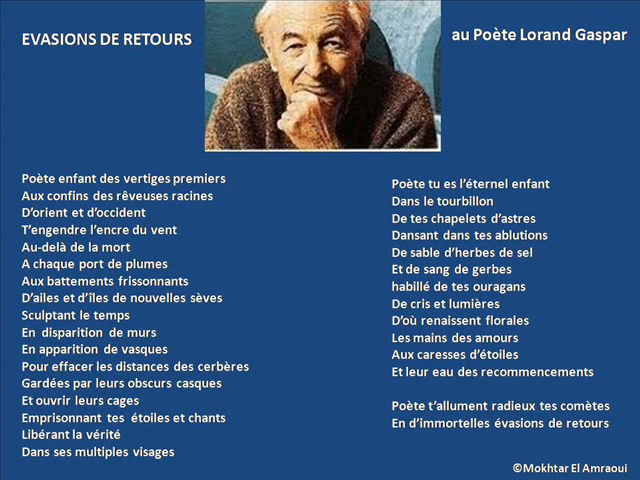 EVASIONS DE RETOURS
au Poète Lorand Gaspar
Poète enfant des vertiges premiers
Aux confins des rêveuses racines
D'orient et d'occident
T'engendre l'encre du vent
Au-delà de la mort
A chaque port de plumes
Aux battements frissonnants
D'ailes et d'îles de nouvelles sèves
Sculptant le temps
En disparition de murs
En apparition de vasques
Pour effacer les distances des cerbères
Gardées par leurs obscurs casques
Et ouvrir leurs cages
Emprisonnant tes étoiles et chants
Libérant la vérité
Dans ses multiples visages
Poète tu es l'éternel enfant
Dans le tourbillon
De tes chapelets d'astres
Dansant dans tes ablutions
De sable d'herbes de sel
Et de sang de gerbes
habillé de tes ouragans
De cris et lumières
D'où renaissent florales
Les mains des amours
Aux caresses d'étoiles
Et leur eau des recommencements
Poète t'allument radieux tes comètes
En d'immortelles évasions de retours
©Mokhtar El Amraoui